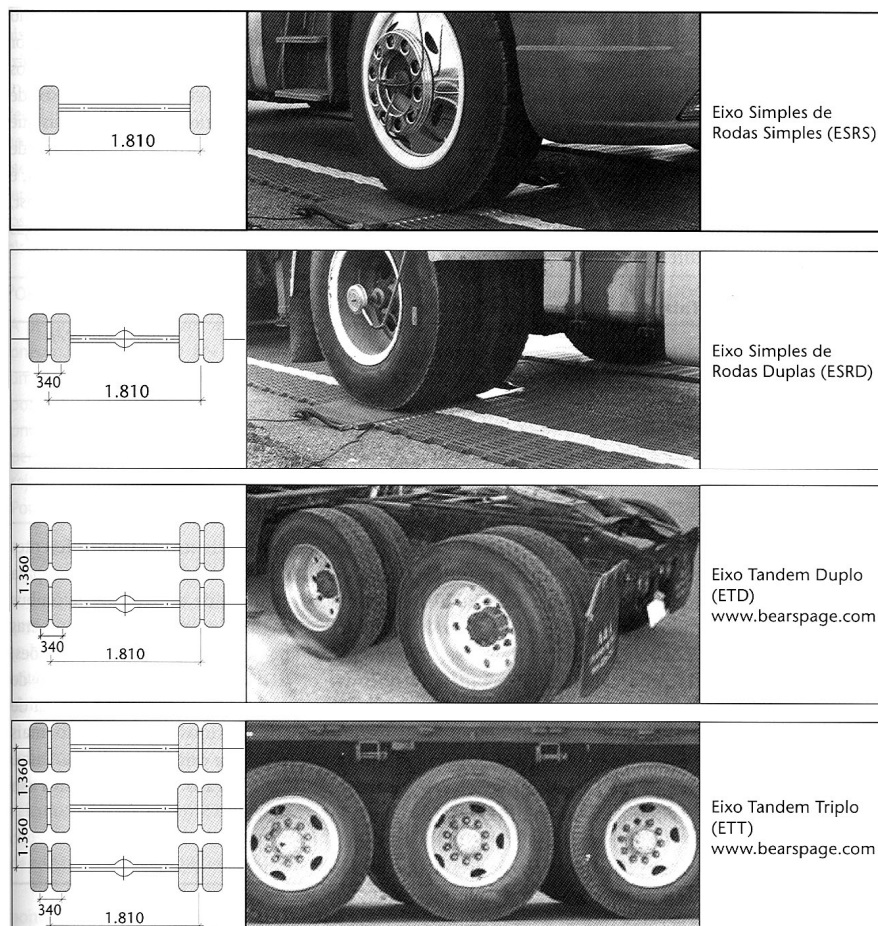 1.810
Eixo Simples de
Rodas Simples (ESRS)
340
1.810
Eixo Simples de
Rodas Duplas (ESRD)
1.360
340
1.810
Eixo Tandem Duplo
(ETD)
www.bearspage.com
1.360
1.360
340
1.810
Eixo Tandem Triplo
(ETT)
www.bearspage.com